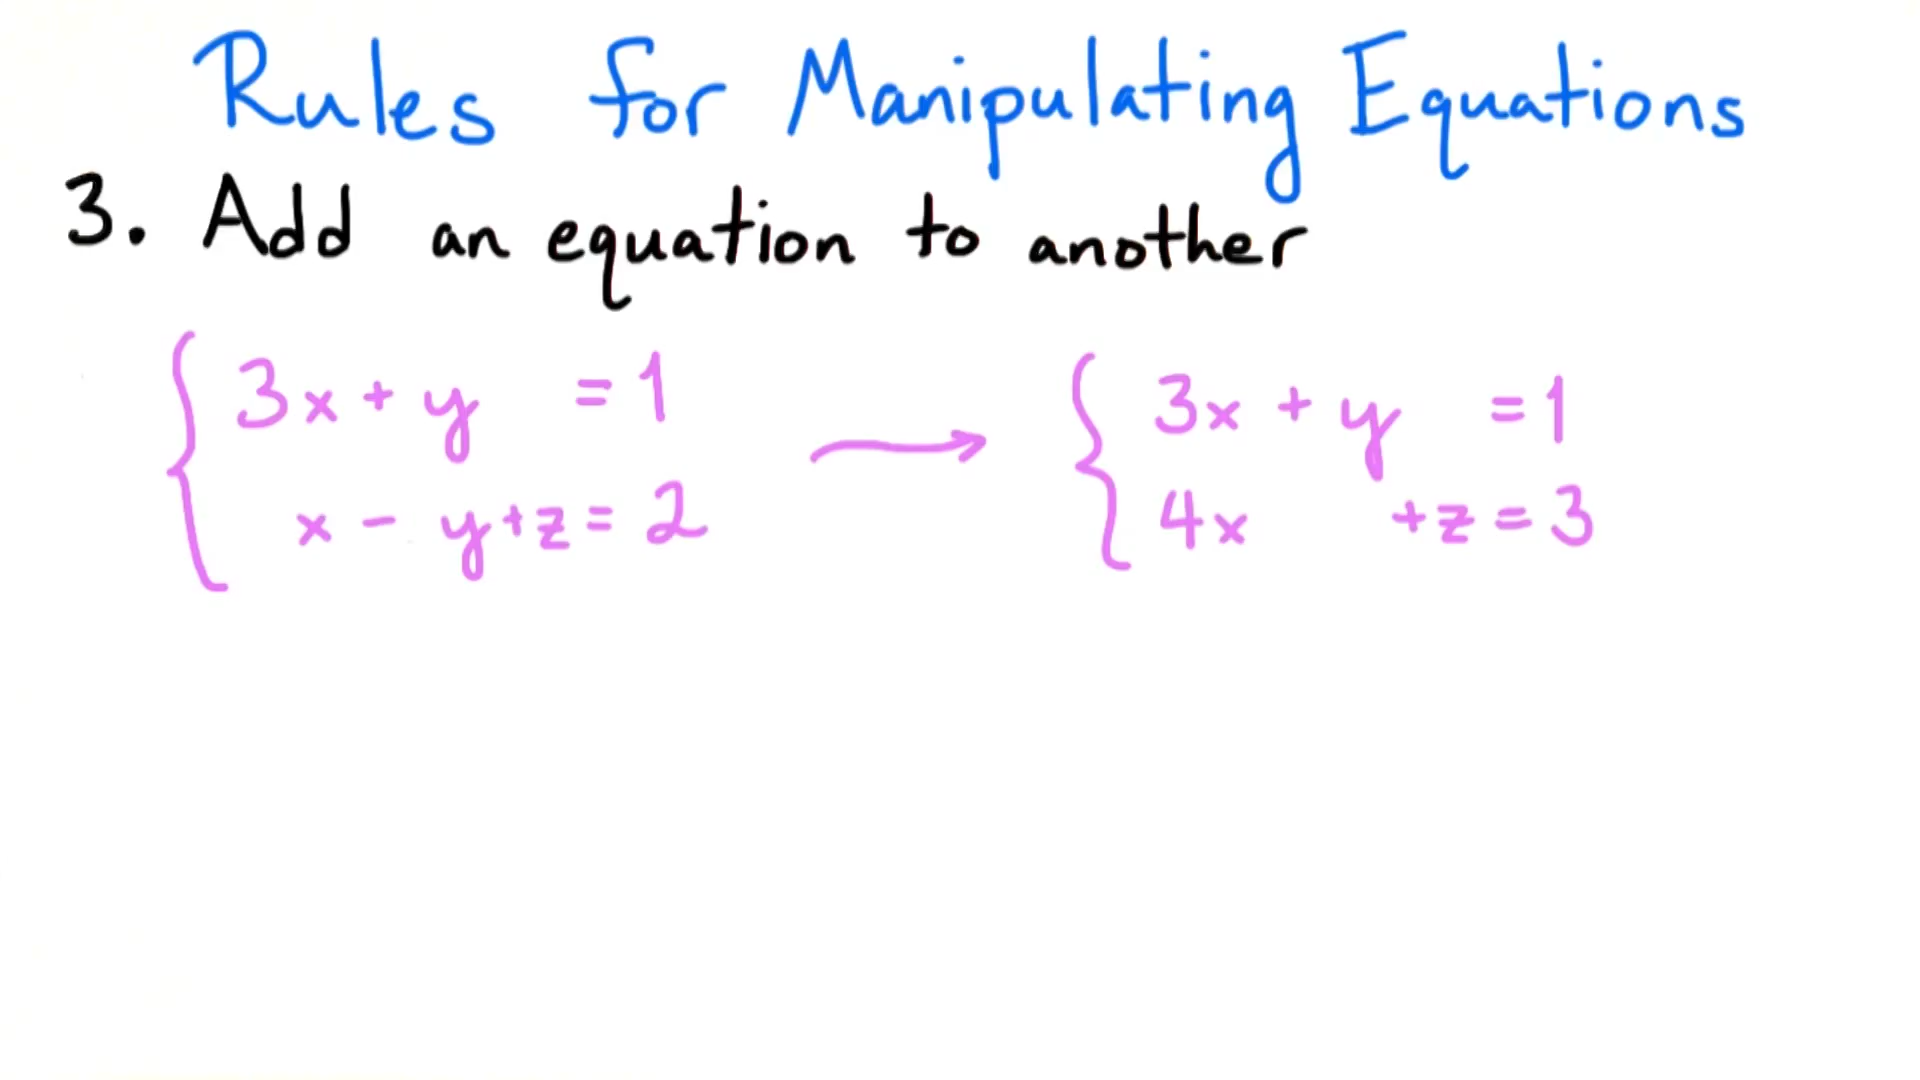 Rules for Manipulating Equations
3. Add an equation to another
3x + y = 1
x - y + z = 2
3x + y = 1
4x + z = 3